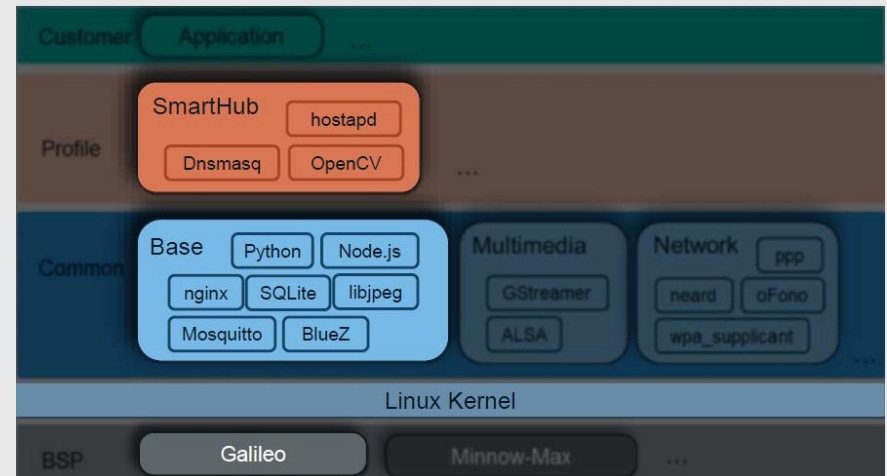 Customer Application ...
SmartHub
hostapd
Profile
Dnsmasq OpenCV ...
Base Python Node.js Multimedia Network ppp
Common
nginx SQLite libjpeg GStreamer neard oFono
Mosquitto BlueZ ALSA wpa_supplicant ...
Linux Kernel
BSP Galileo Minnow-Max ...